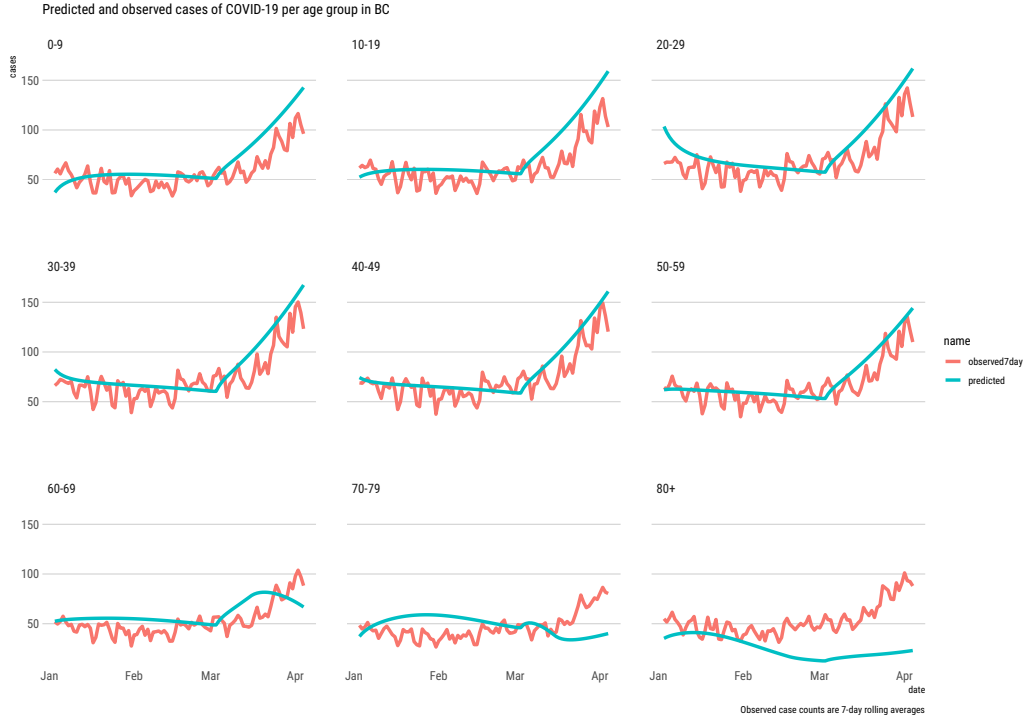 Predicted and observed cases of COVID-19 per age group in BC
0-9
10-19
20-29
cases
150
100
50
30-39
40-49
50-59
150
100
50
name
observed7day
predicted
60-69
70-79
80+
150
100
50
Jan Feb Mar Apr
Jan Feb Mar Apr
Jan Feb Mar Apr
date
Observed case counts are 7-day rolling averages